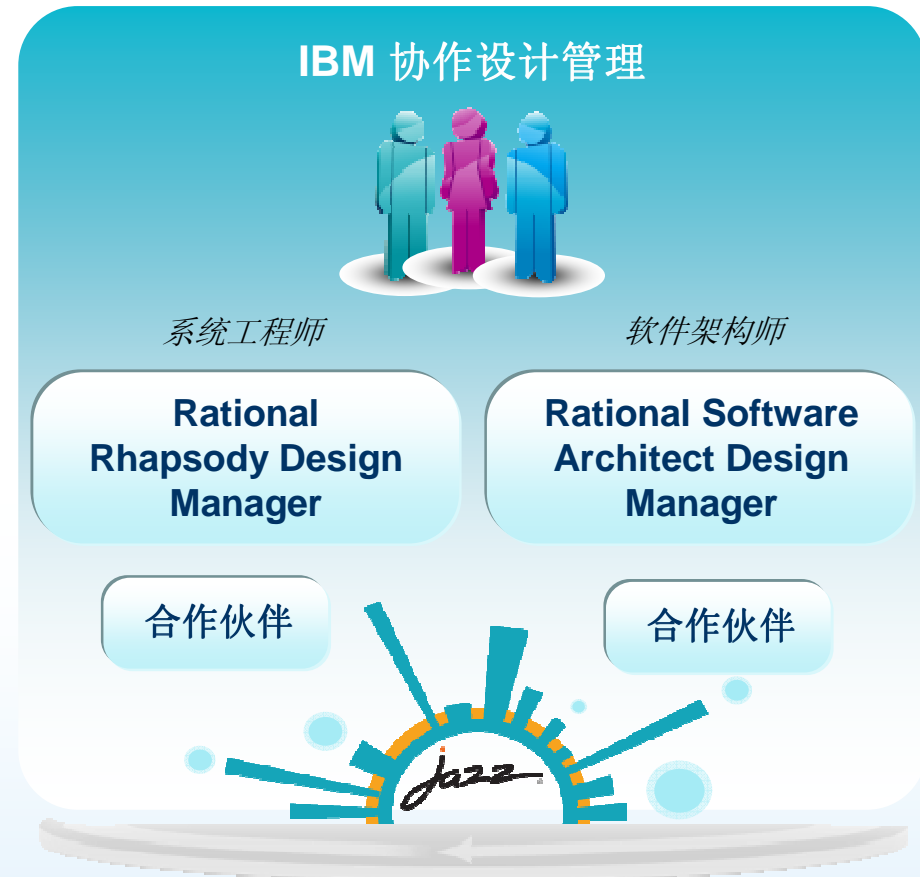 IBM 协作设计管理
系统工程师
软件架构师
Rational
Rhapsody Design
Manager
Rational Software
Architect Design
Manager
合作伙伴
合作伙伴
jazz